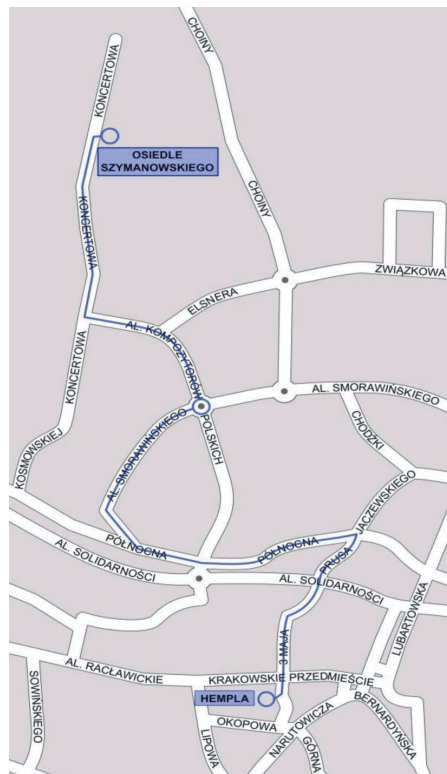 KONCERTOWA
CHOINY
OSIEDLE
SZYMANOWSKIEGO
KONCERTOWA
CHOINY
ZWIĄZKOWA
ELSNERA
AL. KOMPOZYTORÓW
POLSKICH
KONCERTOWA
AL. SMORAWIŃSKIEGO
AL. SMORAWIŃSKIEGO
CHODŹKI
KOSMOWSKIEJ
JACZEWSKIEGO
PÓŁNOCNA
PÓŁNOCNA
PRUSA
AL. SOLIDARNOŚCI
AL. SOLIDARNOŚCI
LUBARTOWSKA
3 MAJA
AL. RACŁAWICKIE
KRAKOWSKIE PRZEDMIEŚCIE
SOWIŃSKIEGO
HEMPLA
OKOPOWA
LIPOWA
NARUTOWICZA
GÓRNA
BERNARDYŃSKA